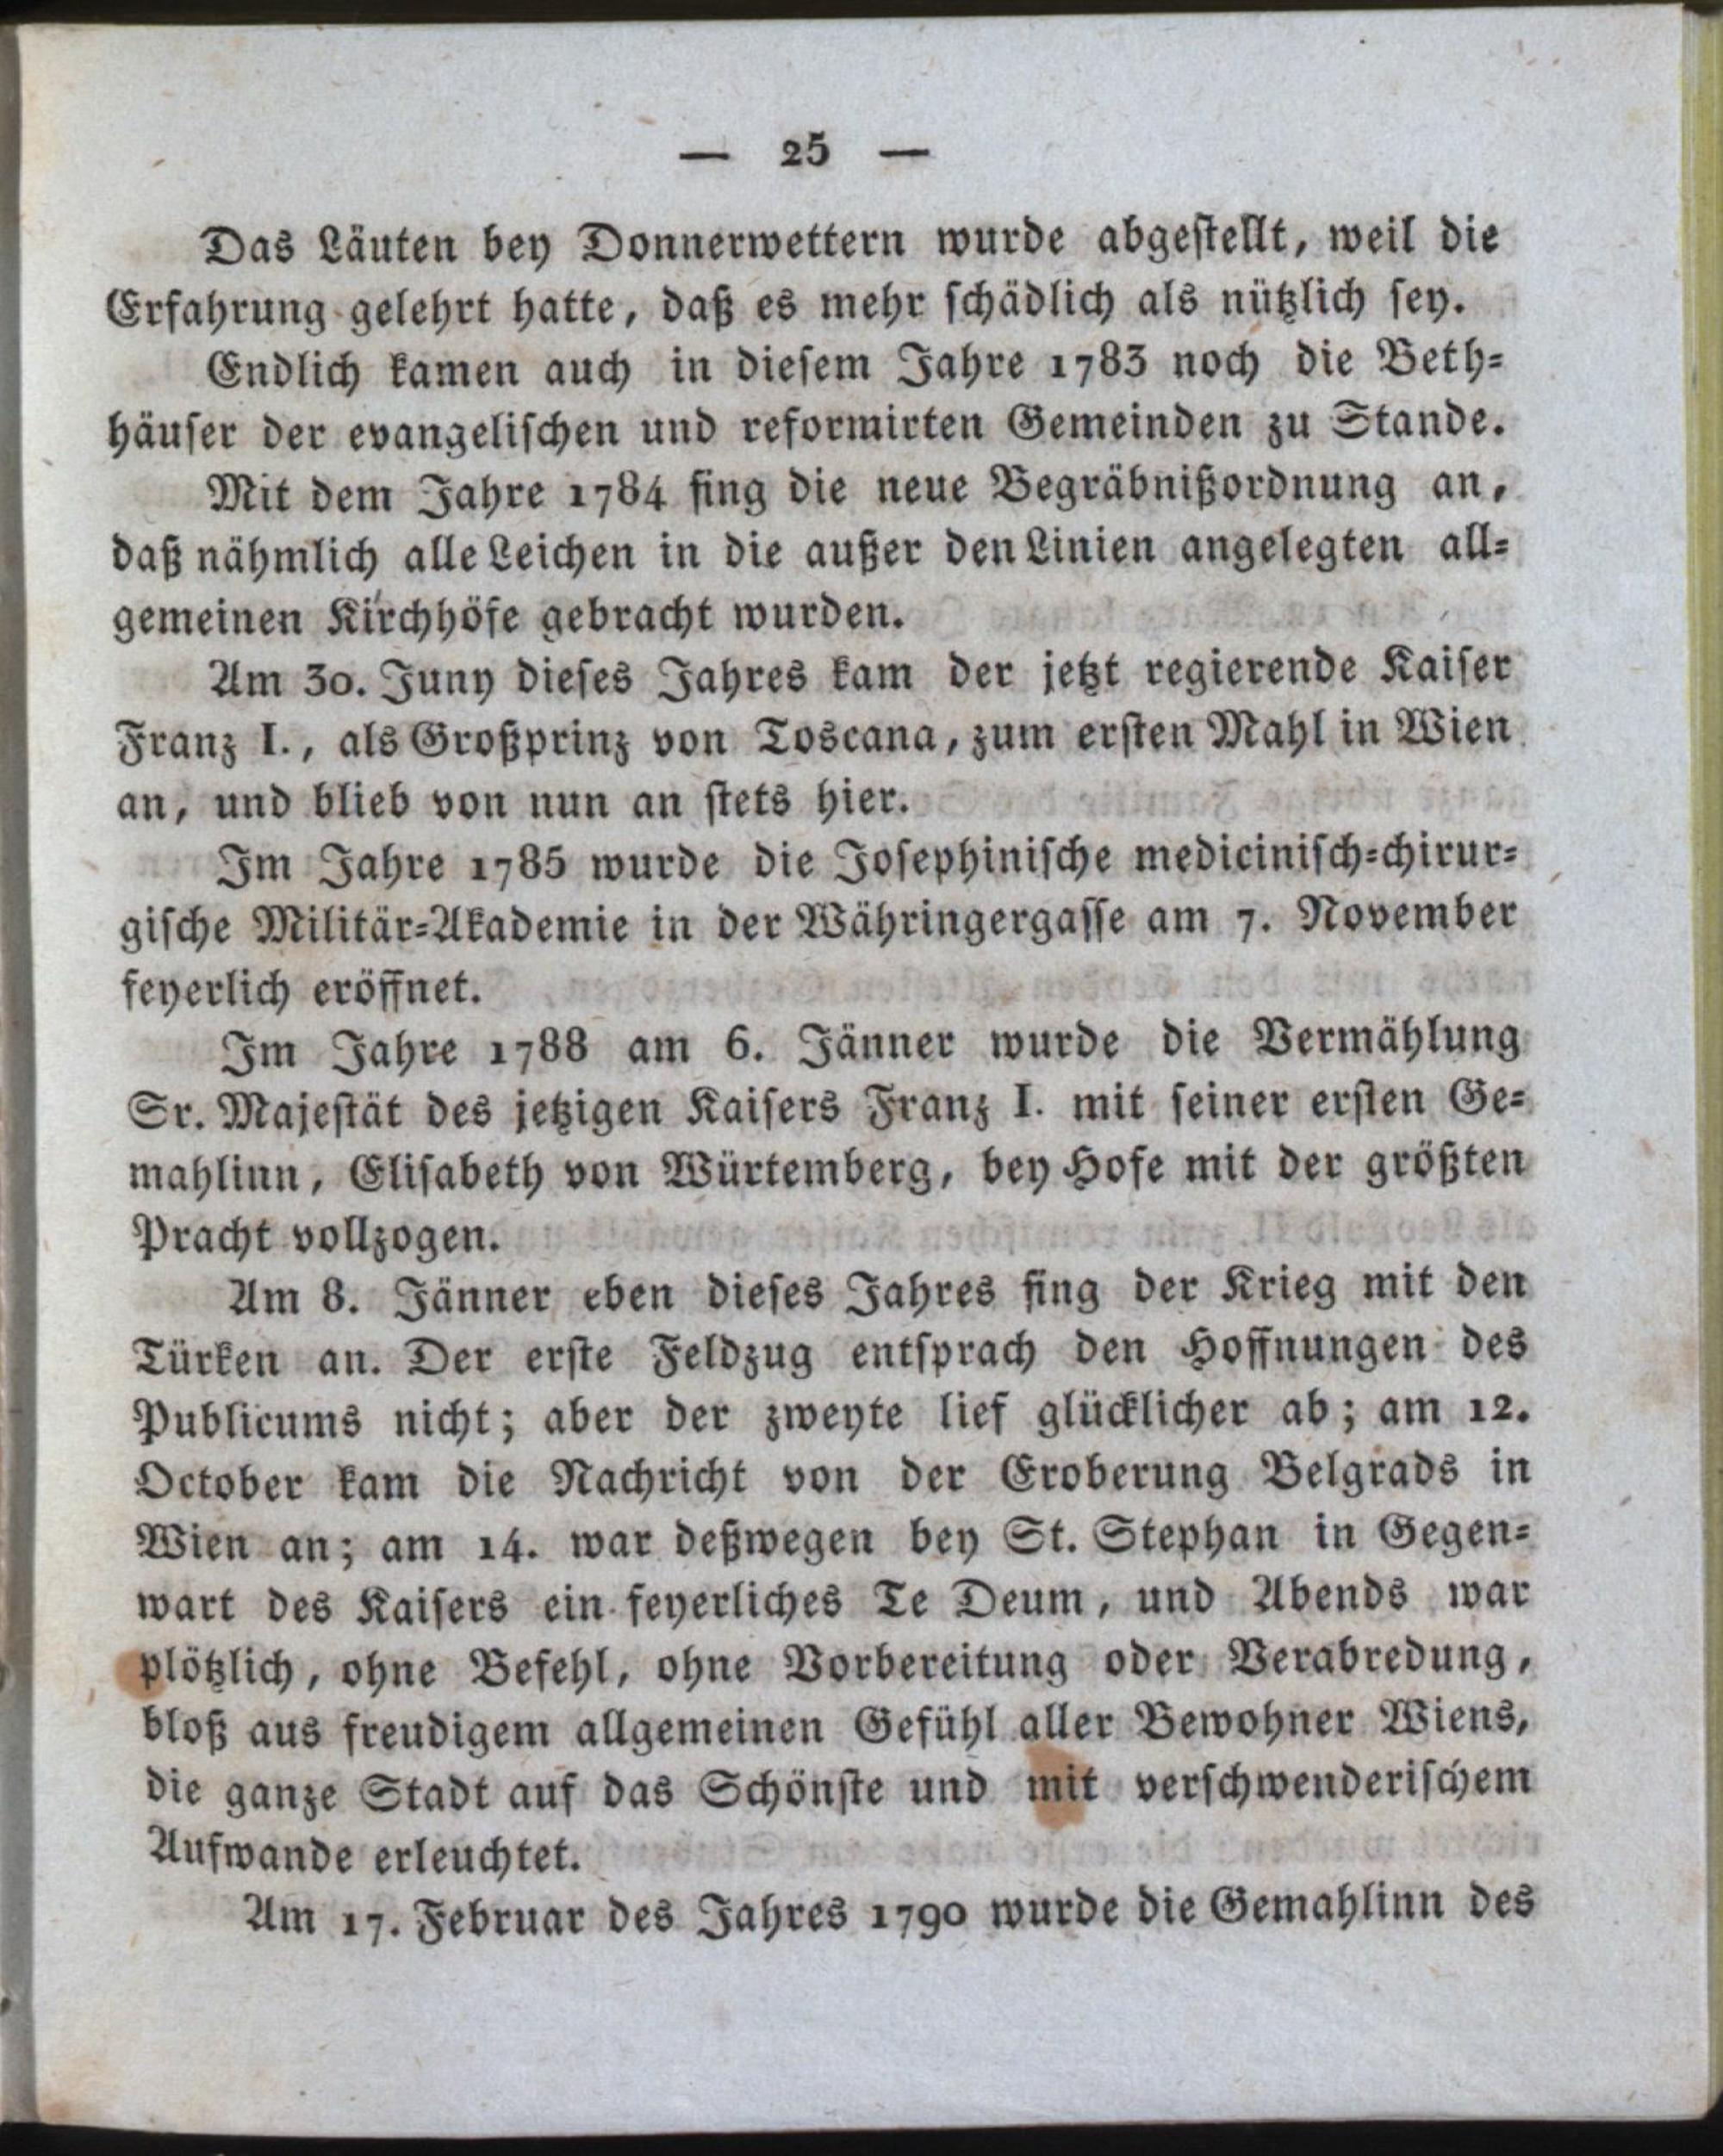 — 25 —
Das Läuten bey Donnerwettern wurde abgestellt, weil die
Erfahrung gelehrt hatte, daß es mehr schädlich als nützlich sey.
Endlich kamen auch in diesem Jahre 1783 noch die Beth-
häuser der evangelischen und reformirten Gemeinden zu Stande.
Mit dem Jahre 1784 fing die neue Begräbnißordnung an,
daß nähmlich alle Leichen in die außer den Linien angelegten all-
gemeinen Kirchhöfe gebracht wurden.
Am 30. Juny dieses Jahres kam der jetzt regierende Kaiser
Franz I., als Großprinz von Toscana, zum ersten Mahl in Wien
an, und blieb von nun an stets hier.
Im Jahre 1785 wurde die Josephinische medicinisch-chirur-
gische Militär-Akademie in der Währingergasse am 7. November
feyerlich eröffnet.
Im Jahre 1788 am 6. Jänner wurde die Vermählung
Sr. Majestät des jetzigen Kaisers Franz I. mit seiner ersten Ge-
mahlinn, Elisabeth von Würtemberg, bey Hofe mit der größten
Pracht vollzogen.
Am 8. Jänner eben dieses Jahres fing der Krieg mit den
Türken an. Der erste Feldzug entsprach den Hoffnungen des
Publicums nicht; aber der zweyte lief glücklicher ab; am 12.
October kam die Nachricht von der Eroberung Belgrads in
Wien an; am 14. war deßwegen bey St. Stephan in Gegen-
wart des Kaisers ein feyerliches Te Deum, und Abends war
plötzlich, ohne Befehl, ohne Vorbereitung oder Verabredung,
bloß aus freudigem allgemeinen Gefühl aller Bewohner Wiens,
die ganze Stadt auf das Schönste und mit verschwenderischem
Aufwande erleuchtet.
Am 17. Februar des Jahres 1790 wurde die Gemahlinn des